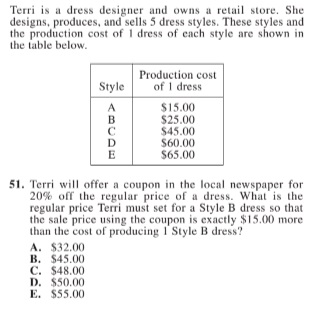 Terri is a dress designer and owns a retail store. She
designs, produces, and sells 5 dress styles. These styles and
the production cost of 1 dress of each style are shown in
the table below.
Style Production cost of 1 dress
A $15.00
B $25.00
C $45.00
D $60.00
E $65.00
51. Terri will offer a coupon in the local newspaper for
20% off the regular price of a dress. What is the
regular price Terri must set for a Style B dress so that
the sale price using the coupon is exactly $15.00 more
than the cost of producing 1 Style B dress?
A. $32.00
B. $45.00
C. $48.00
D. $50.00
E. $55.00